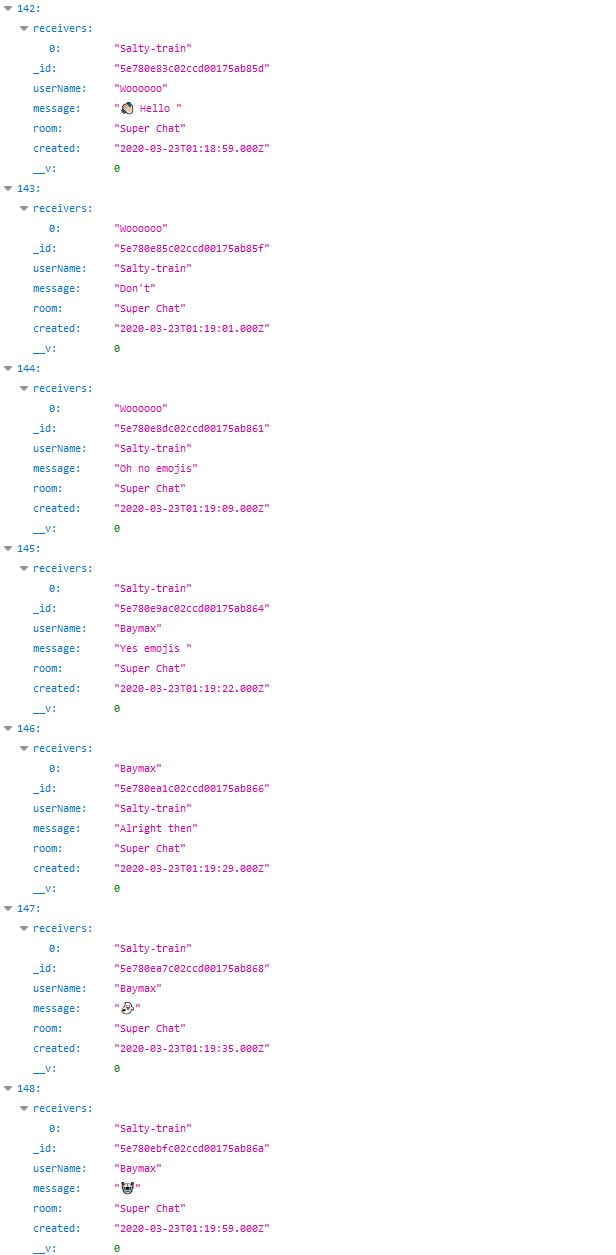 142:
receivers:
0: "Salty-train"
_id: "5e780e83c02ccd00175ab85d"
userName: "Woooooo"
message: "👋🏻 Hello "
room: "Super Chat"
created: "2020-03-23T01:18:59.000Z"
__v: 0
143:
receivers:
0: "Woooooo"
_id: "5e780e85c02ccd00175ab85f"
userName: "Salty-train"
message: "Don't"
room: "Super Chat"
created: "2020-03-23T01:19:01.000Z"
__v: 0
144:
receivers:
0: "Woooooo"
_id: "5e780e8dc02ccd00175ab861"
userName: "Salty-train"
message: "Oh no emojis"
room: "Super Chat"
created: "2020-03-23T01:19:09.000Z"
__v: 0
145:
receivers:
0: "Salty-train"
_id: "5e780e9ac02ccd00175ab864"
userName: "Baymax"
message: "Yes emojis "
room: "Super Chat"
created: "2020-03-23T01:19:22.000Z"
__v: 0
146:
receivers:
0: "Baymax"
_id: "5e780ea1c02ccd00175ab866"
userName: "Salty-train"
message: "Alright then"
room: "Super Chat"
created: "2020-03-23T01:19:29.000Z"
__v: 0
147:
receivers:
0: "Salty-train"
_id: "5e780ea7c02ccd00175ab868"
userName: "Baymax"
message: "👻"
room: "Super Chat"
created: "2020-03-23T01:19:35.000Z"
__v: 0
148:
receivers:
0: "Salty-train"
_id: "5e780ebfc02ccd00175ab86a"
userName: "Baymax"
message: ""
room: "Super Chat"
created: "2020-03-23T01:19:59.000Z"
__v: 0